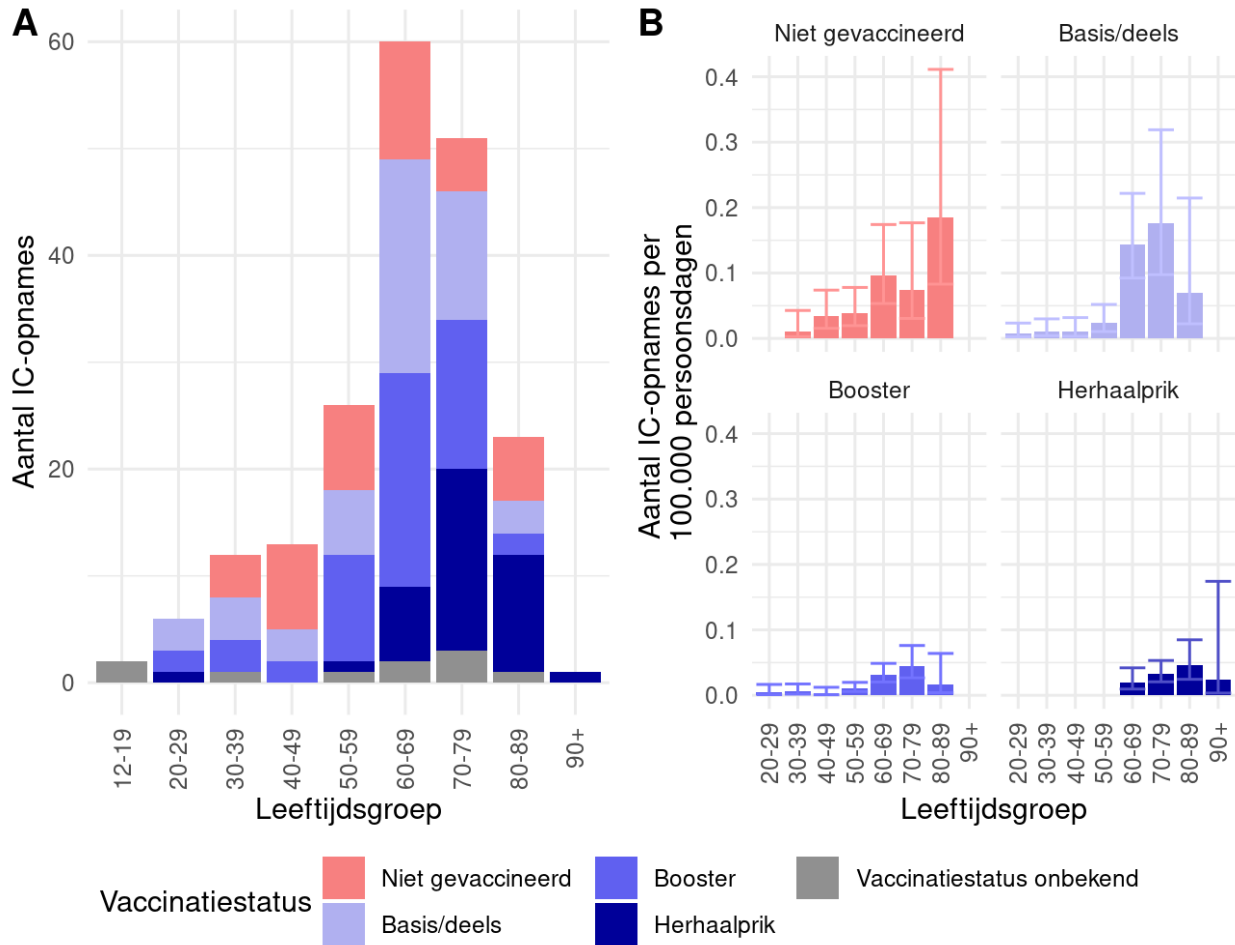 A
60
40
20
0
Aantal IC-opnames
12-19
20-29
30-39
40-49
50-59
60-69
70-79
80-89
90+
Leeftijdsgroep
B
Niet gevaccineerd
Basis/deels
0.4
0.3
0.2
0.1
0.0
Booster
Herhaalprik
0.4
0.3
0.2
0.1
0.0
Aantal IC-opnames per
100.000 persoonsdagen
20-29
30-39
40-49
50-59
60-69
70-79
80-89
90+
20-29
30-39
40-49
50-59
60-69
70-79
80-89
90+
Leeftijdsgroep
Vaccinatiestatus
Niet gevaccineerd
Basis/deels
Booster
Herhaalprik
Vaccinatiestatus onbekend